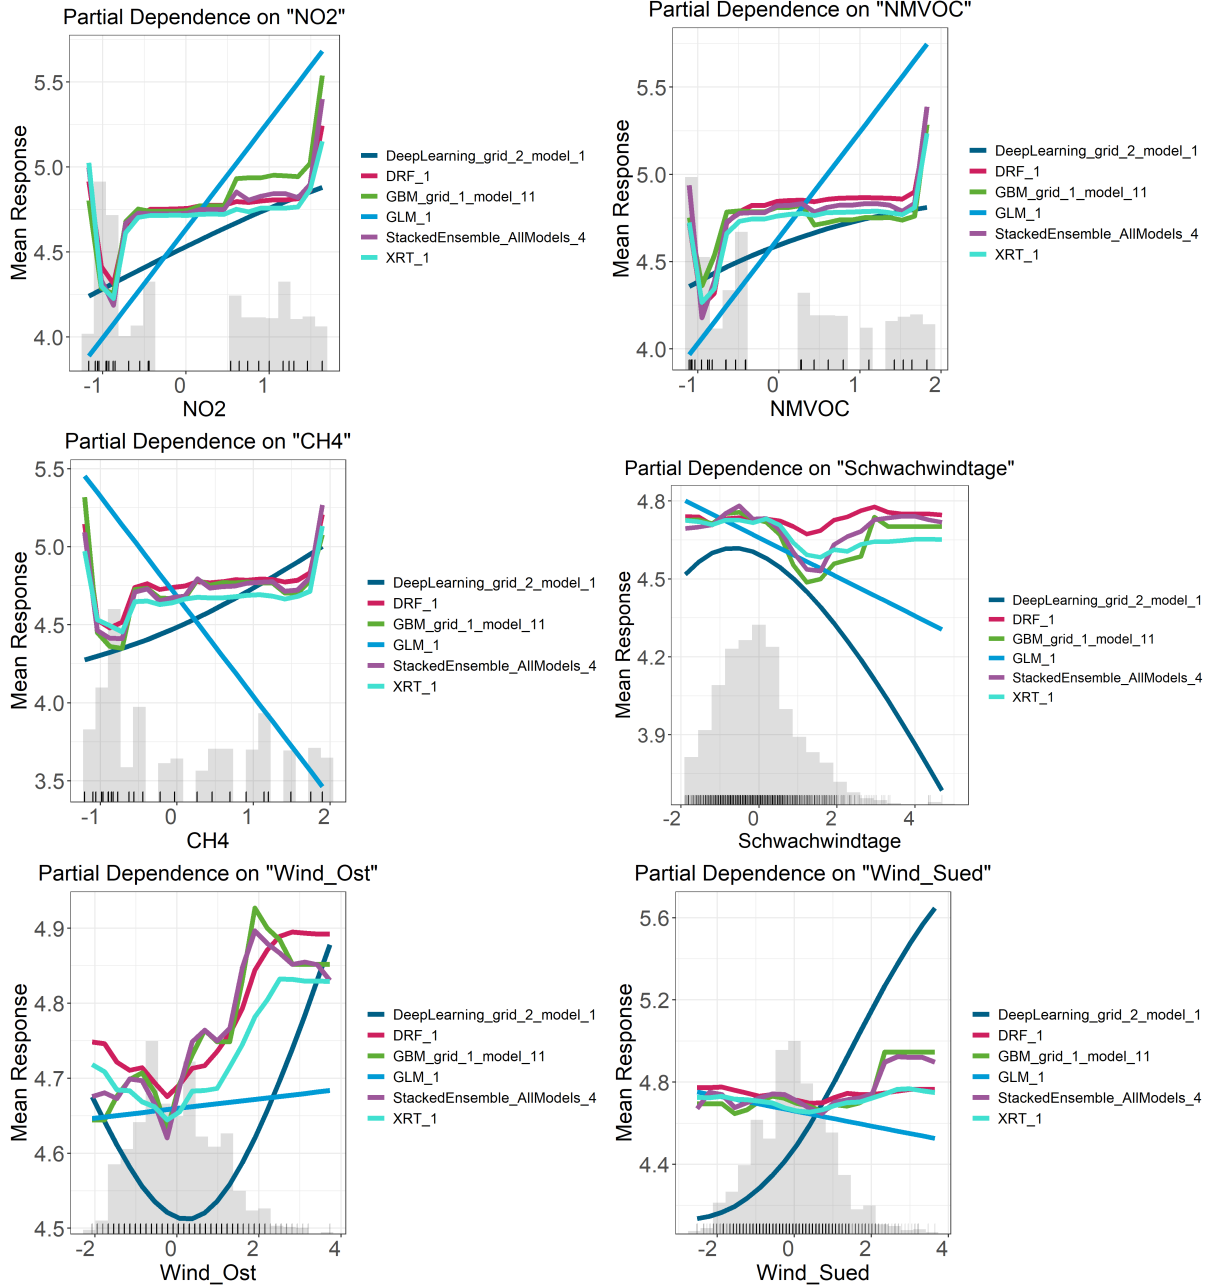 Partial Dependence on "NO2"
Mean Response
5.5
5.0
4.5
4.0
-1
0
1
NO2
DeepLearning_grid_2_model_1
DRF_1
GBM_grid_1_model_11
GLM_1
StackedEnsemble_AllModels_4
XRT_1
Partial Dependence on "NMVOC"
Mean Response
5.5
5.0
4.5
4.0
-1
0
1
2
NMVOC
DeepLearning_grid_2_model_1
DRF_1
GBM_grid_1_model_11
GLM_1
StackedEnsemble_AllModels_4
XRT_1
Partial Dependence on "CH4"
Mean Response
5.5
5.0
4.5
4.0
3.5
-1
0
1
2
CH4
DeepLearning_grid_2_model_1
DRF_1
GBM_grid_1_model_11
GLM_1
StackedEnsemble_AllModels_4
XRT_1
Partial Dependence on "Schwachwindtage"
Mean Response
4.8
4.5
4.2
3.9
-2
0
2
4
Schwachwindtage
DeepLearning_grid_2_model_1
DRF_1
GBM_grid_1_model_11
GLM_1
StackedEnsemble_AllModels_4
XRT_1
Partial Dependence on "Wind_Ost"
Mean Response
4.9
4.8
4.7
4.6
4.5
-2
0
2
4
Wind_Ost
DeepLearning_grid_2_model_1
DRF_1
GBM_grid_1_model_11
GLM_1
StackedEnsemble_AllModels_4
XRT_1
Partial Dependence on "Wind_Sued"
Mean Response
5.6
5.2
4.8
4.4
-2
0
2
4
Wind_Sued
DeepLearning_grid_2_model_1
DRF_1
GBM_grid_1_model_11
GLM_1
StackedEnsemble_AllModels_4
XRT_1